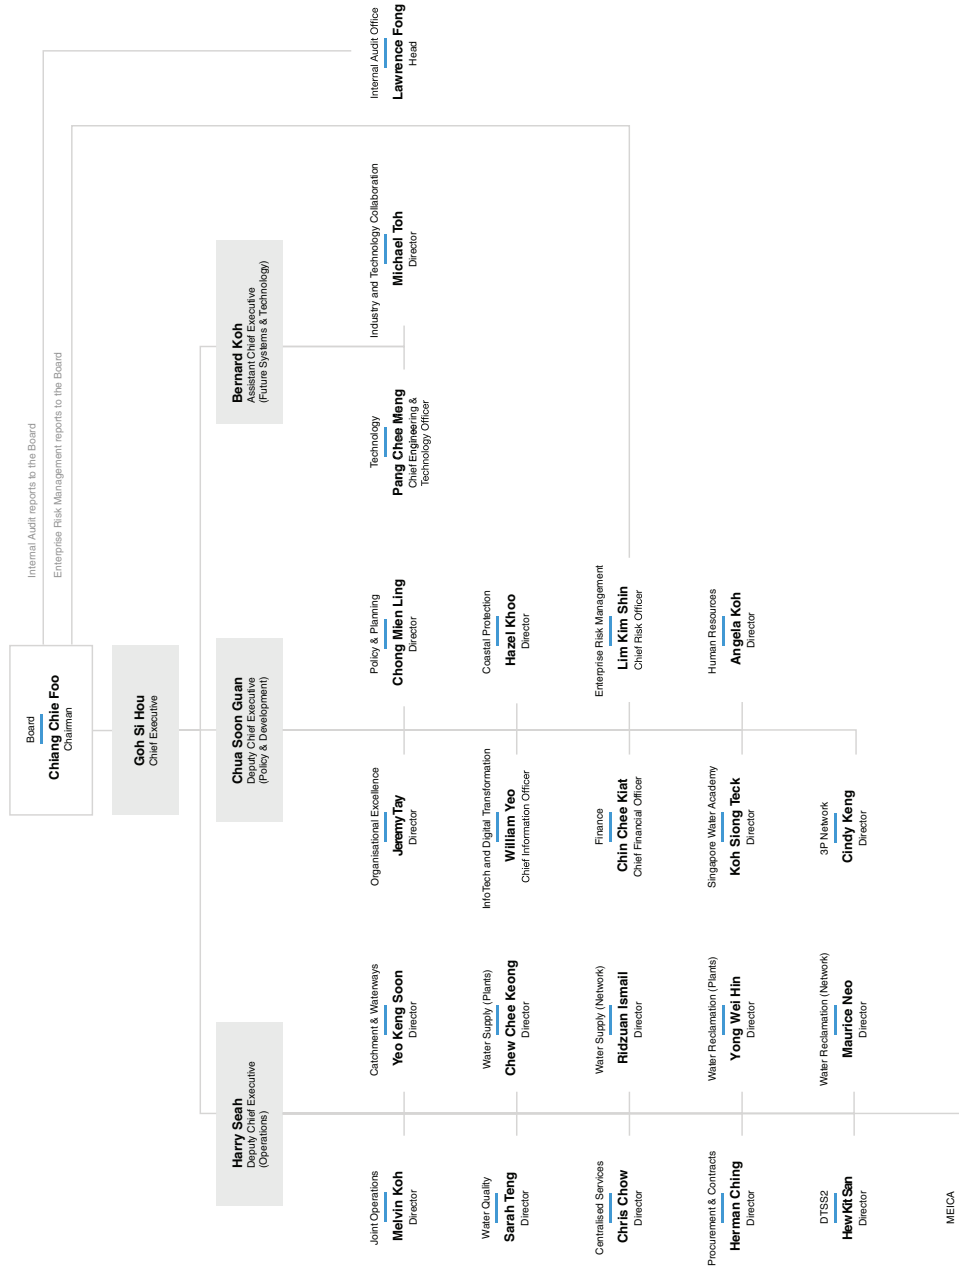 Board
Chiang Chie Foo
Chairman
Internal Audit reports to the Board
Enterprise Risk Management reports to the Board
Goh Si Hou
Chief Executive
Harry Seah
Deputy Chief Executive
(Operations)
Chua Soon Guan
Deputy Chief Executive
(Policy & Development)
Bernard Koh
Assistant Chief Executive
(Future Systems & Technology)
Joint Operations
Melvin Koh
Director
Catchment & Waterways
Yeo Keng Soon
Director
Organisational Excellence
Jeremy Tay
Director
Policy & Planning
Chong Mien Ling
Director
Technology
Pang Chee Meng
Chief Engineering &
Technology Officer
Industry and Technology Collaboration
Michael Toh
Director
Internal Audit Office
Lawrence Fong
Head
Water Quality
Sarah Teng
Director
Water Supply (Plants)
Chew Chee Keong
Director
InfoTech and Digital Transformation
William Yeo
Chief Information Officer
Coastal Protection
Hazel Khoo
Director
Centralised Services
Chris Chow
Director
Water Supply (Network)
Ridzuan Ismail
Director
Finance
Chin Chee Kiat
Chief Financial Officer
Enterprise Risk Management
Lim Kim Shin
Chief Risk Officer
Procurement & Contracts
Herman Ching
Director
Water Reclamation (Plants)
Yong Wei Hin
Director
Singapore Water Academy
Koh Siong Teck
Director
Human Resources
Angela Koh
Director
DTSS2
Hew Kit San
Director
Water Reclamation (Network)
Maurice Neo
Director
3P Network
Cindy Keng
Director
MEICA